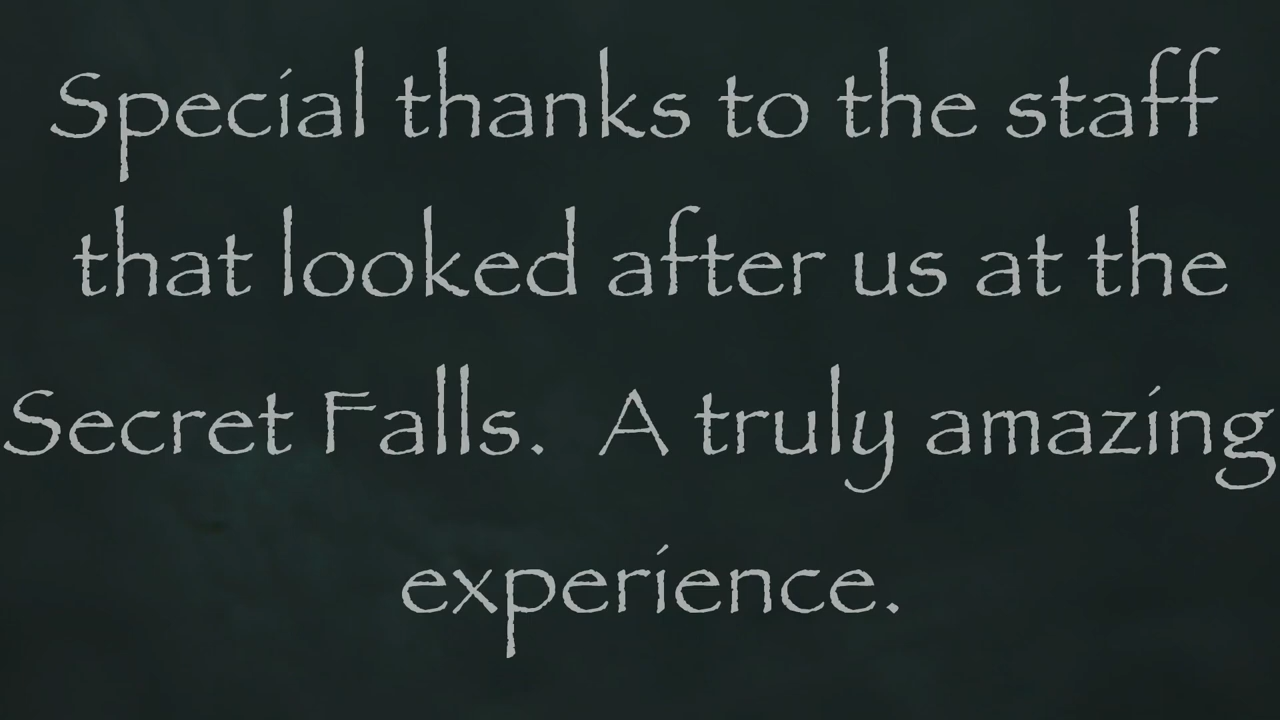 Special thanks to the staff
that looked after us at the
Secret Falls.  A truly amazing
experience.